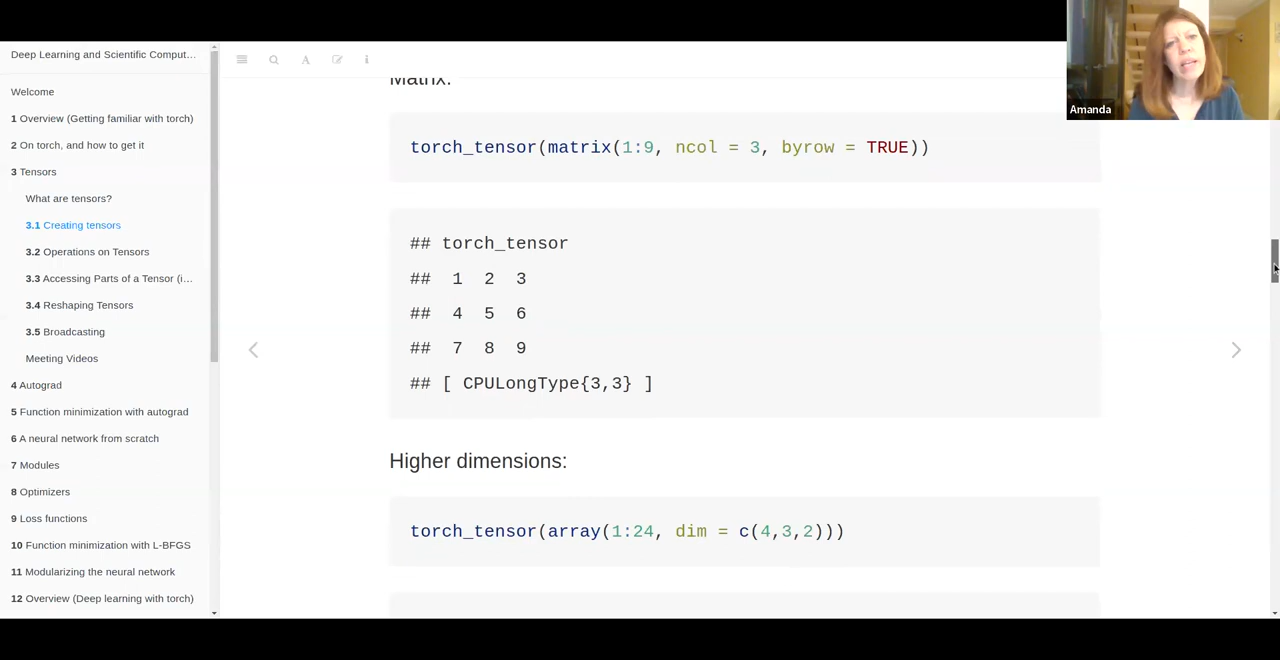 Deep Learning and Scientific Comput...
Welcome
1 Overview (Getting familiar with torch)
2 On torch, and how to get it
3 Tensors
What are tensors?
3.1 Creating tensors
3.2 Operations on Tensors
3.3 Accessing Parts of a Tensor (i...
3.4 Reshaping Tensors
3.5 Broadcasting
Meeting Videos
4 Autograd
5 Function minimization with autograd
6 A neural network from scratch
7 Modules
8 Optimizers
9 Loss functions
10 Function minimization with L-BFGS
11 Modularizing the neural network
12 Overview (Deep learning with torch)
Matrix:
torch_tensor(matrix(1:9, ncol = 3, byrow = TRUE))
## torch_tensor
## 1 2 3
## 4 5 6
## 7 8 9
## [ CPULongType{3,3} ]
Higher dimensions:
torch_tensor(array(1:24, dim = c(4,3,2)))
Amanda